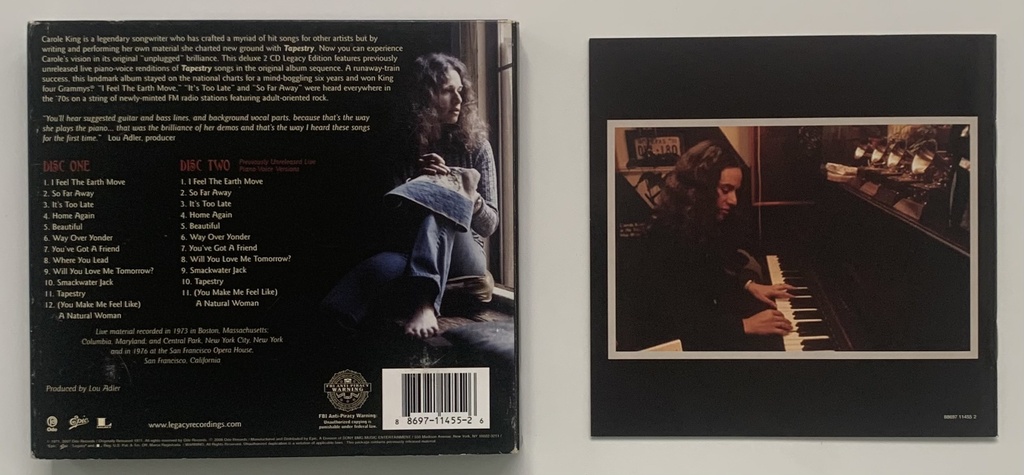 Carole King is a legendary songwriter who has crafted a myriad of hit songs for other artists but by
writing and performing her own material she charted new ground with Tapestry. Now you can experience
Carole's vision in its original "unplugged" brilliance. This deluxe 2 CD Legacy Edition features previously
unreleased live piano-voice renditions of Tapestry songs in the original album sequence. A runaway-train
success, this landmark album stayed on the national charts for a mind-boggling six years and won King
four Grammys® "I Feel The Earth Move," "It's Too Late" and "So Far Away" were heard everywhere in
the '70s on a string of newly-minted FM radio stations featuring adult-oriented rock.
"You'll hear suggested guitar and bass lines, and background vocal parts, because that's the way
she plays the piano... that was the brilliance of her demos and that's the way I heard these songs
for the first time." Lou Adler, producer
DISC ONE
1. I Feel The Earth Move
2. So Far Away
3. It's Too Late
4. Home Again
5. Beautiful
6. Way Over Yonder
7. You've Got A Friend
8. Where You Lead
9. Will You Love Me Tomorrow?
10. Smackwater Jack
11. Tapestry
12. (You Make Me Feel Like)
A Natural Woman
DISC TWO Previously Unreleased Live
Piano-Voice Versions
1. I Feel The Earth Move
2. So Far Away
3. It's Too Late
4. Home Again
5. Beautiful
6. Way Over Yonder
7. You've Got A Friend
8. Will You Love Me Tomorrow?
9. Smackwater Jack
10. Tapestry
11. (You Make Me Feel Like)
A Natural Woman
Live material recorded in 1973 in Boston, Massachusetts;
Columbia, Maryland; and Central Park, New York City, New York
and in 1976 at the San Francisco Opera House,
San Francisco, California
Produced by Lou Adler
Ode
Epic
www.legacyrecordings.com
FBI ANTI-PIRACY
WARNING
FBI Anti-Piracy Warning:
Unauthorized copying is
punishable under federal law.
8 8697-11455-2 6
88697 11455 2